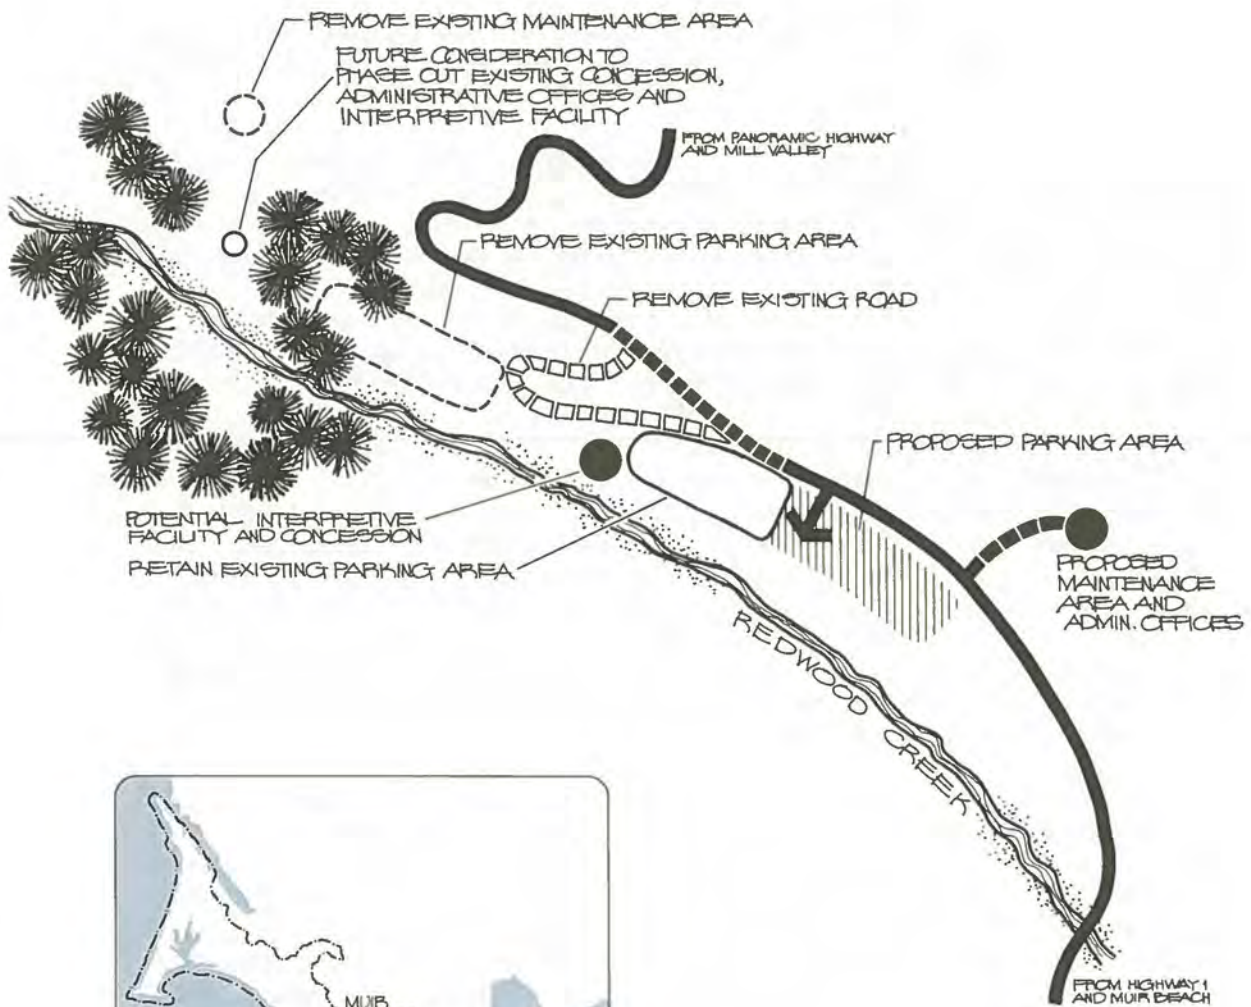 REMOVE EXISTING MAINTENANCE AREA
FUTURE CONSIDERATION TO
PHASE OUT EXISTING CONCESSION,
ADMINISTRATIVE OFFICES AND
INTERPRETIVE FACILITY
FROM PANORAMIC HIGHWAY
AND MILL VALLEY
REMOVE EXISTING PARKING AREA
REMOVE EXISTING ROAD
PROPOSED PARKING AREA
POTENTIAL INTERPRETIVE
FACILITY AND CONCESSION
RETAIN EXISTING PARKING AREA
PROPOSED
MAINTENANCE
AREA AND
ADMIN. OFFICES
REDWOOD CREEK
MUIR
FROM HIGHWAY 1
AND MUIR BEACH